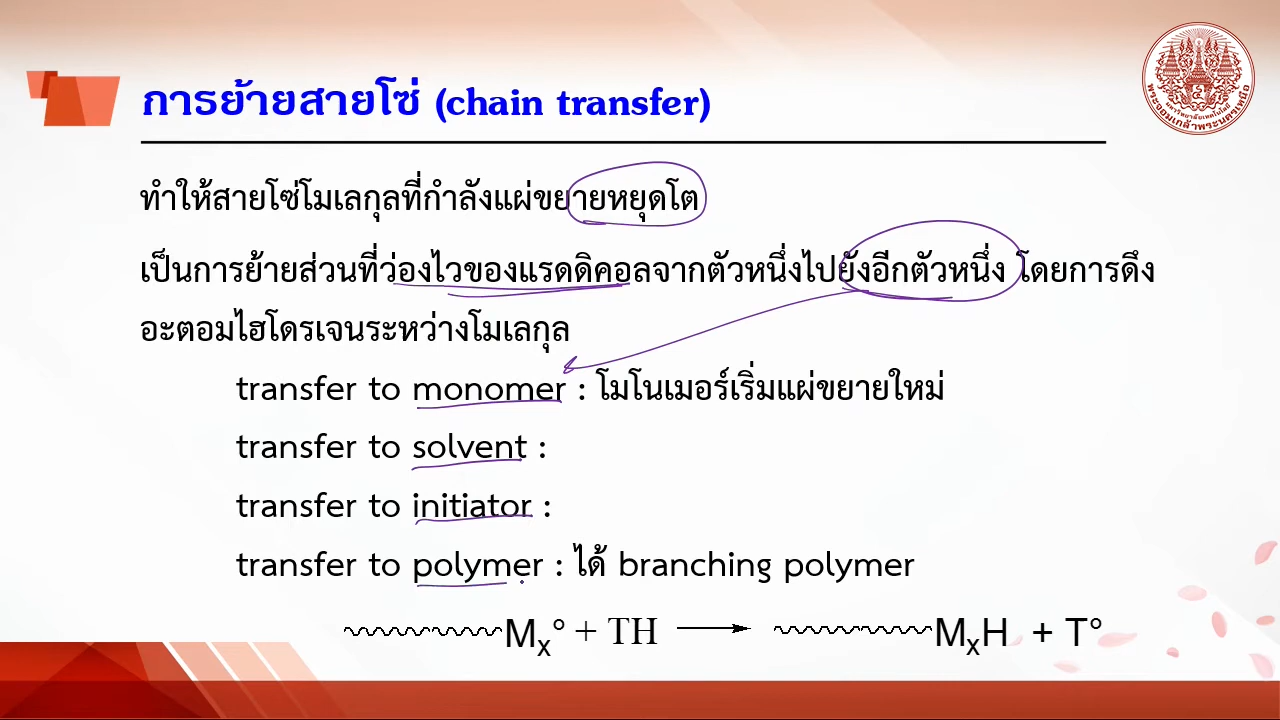 การย้ายสายโซ่ (chain transfer)
ทำให้สายโซ่โมเลกุลที่กำลังแผ่ขยายหยุดโต
เป็นการย้ายส่วนที่ว่องไวของแรดดิคอลจากตัวหนึ่งไปยังอีกตัวหนึ่ง โดยการดึง
อะตอมไฮโดรเจนระหว่างโมเลกุล
transfer to monomer : โมโนเมอร์เริ่มแผ่ขยายใหม่
transfer to solvent :
transfer to initiator :
transfer to polymer : ได้ branching polymer
Mx° + TH → MxH + T°